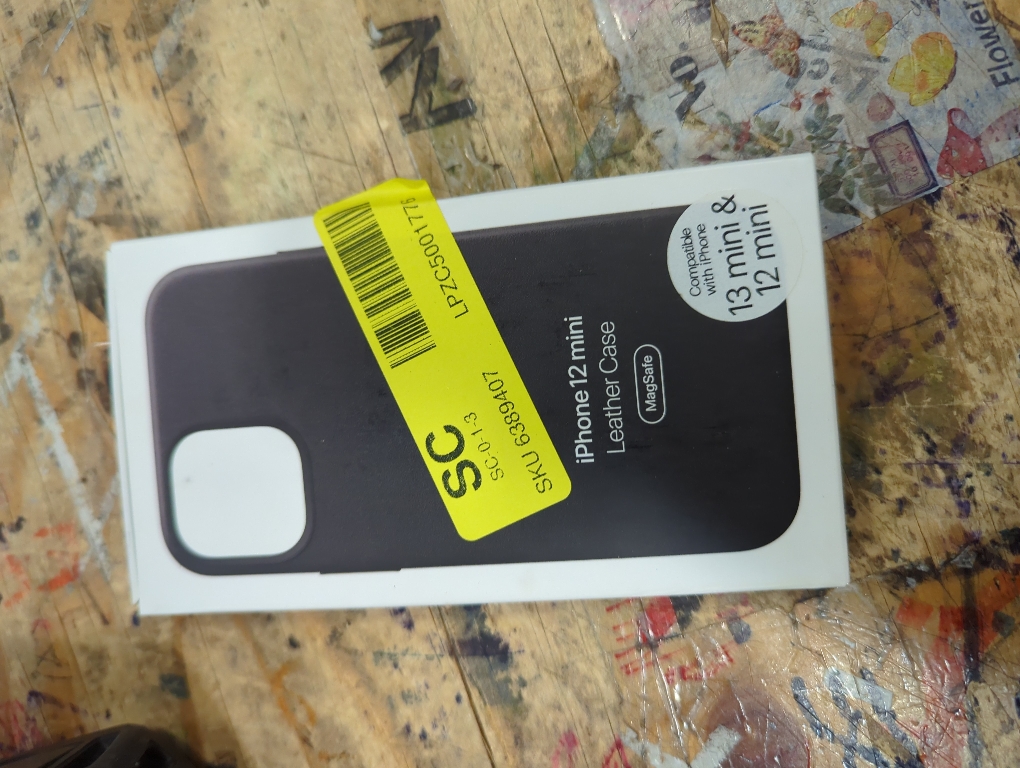 SC
SC-0-1-3
SKU 6389407
LPZC5001776
iPhone 12 mini
Leather Case
MagSafe
Compatible
with iPhone
13 mini &
12 mini
Flower